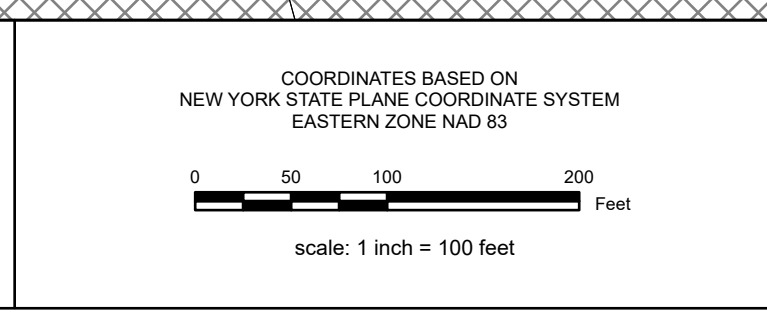 COORDINATES BASED ON
NEW YORK STATE PLANE COORDINATE SYSTEM
EASTERN ZONE NAD 83
0 50 100 200
Feet
scale: 1 inch = 100 feet